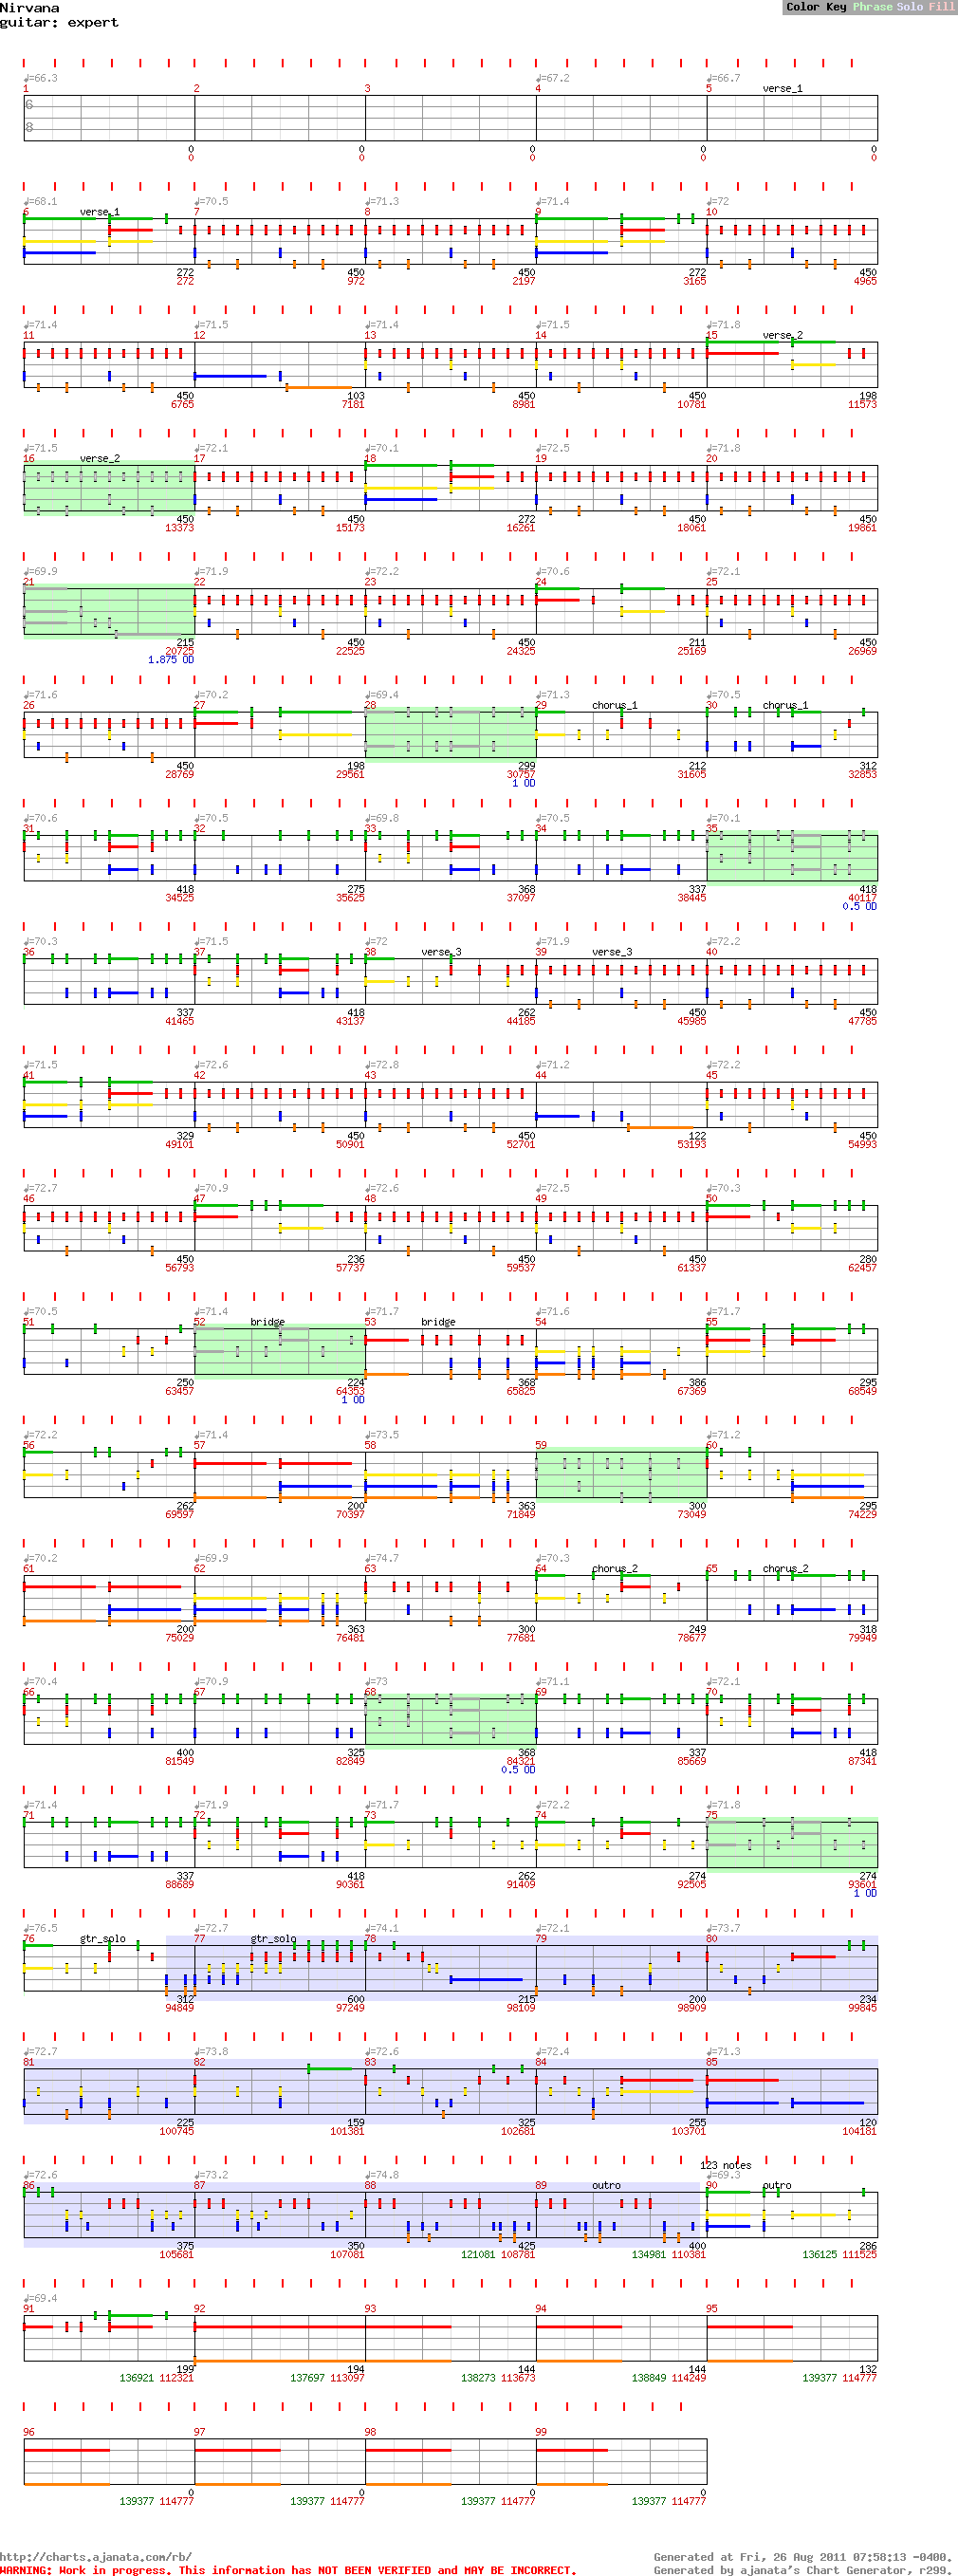 Nirvana
guitar: expert
Color Key Phrase Solo Fill
♩=66.3 ♩=67.2 ♩=66.7
1 2 3 4 5 verse_1
6
8
0 0 0 0 0
0 0 0 0 0
♩=68.1 ♩=70.5 ♩=71.3 ♩=71.4 ♩=72
6 verse_1 7 8 9 10
272 450 450 272 450
272 972 2197 3165 4965
♩=71.4 ♩=71.5 ♩=71.4 ♩=71.5 ♩=71.8
11 12 13 14 15 verse_2
450 103 450 450 198
6765 7181 8981 10781 11573
♩=71.5 ♩=72.1 ♩=70.1 ♩=72.5 ♩=71.8
16 verse_2 17 18 19 20
450 450 272 450 450
13373 15173 16261 18061 19861
♩=69.9 ♩=71.9 ♩=72.2 ♩=70.6 ♩=72.1
21 22 23 24 25
215 450 450 211 450
20725 22525 24325 25169 26969
1.875 OD
♩=71.6 ♩=70.2 ♩=69.4 ♩=71.3 ♩=70.5
26 27 28 29 chorus_1 30 chorus_1
450 198 299 212 312
28769 29561 30757 31605 32853
1 OD
♩=70.6 ♩=70.5 ♩=69.8 ♩=70.5 ♩=70.1
31 32 33 34 35
418 275 368 337 418
34525 35625 37097 38445 40117
0.5 OD
♩=70.3 ♩=71.5 ♩=72 ♩=71.9 ♩=72.2
36 37 38 verse_3 39 verse_3 40
337 418 262 450 450
41465 43137 44185 45985 47785
♩=71.5 ♩=72.6 ♩=72.8 ♩=71.2 ♩=72.2
41 42 43 44 45
329 450 450 122 450
49101 50901 52701 53193 54993
♩=72.7 ♩=70.9 ♩=72.6 ♩=72.5 ♩=70.3
46 47 48 49 50
450 236 450 450 280
56793 57737 59537 61337 62457
♩=70.5 ♩=71.4 ♩=71.7 ♩=71.6 ♩=71.7
51 52 bridge 53 bridge 54 55
250 224 368 386 295
63457 64353 65825 67369 68549
1 OD
♩=72.2 ♩=71.4 ♩=73.5 ♩=71.2
56 57 58 59 60
262 200 363 300 295
69597 70397 71849 73049 74229
♩=70.2 ♩=69.9 ♩=74.7 ♩=70.3
61 62 63 64 chorus_2 65 chorus_2
200 363 300 249 318
75029 76481 77681 78677 79949
♩=70.4 ♩=70.9 ♩=73 ♩=71.1 ♩=72.1
66 67 68 69 70
400 325 368 337 418
81549 82849 84321 85669 87341
0.5 OD
♩=71.4 ♩=71.9 ♩=71.7 ♩=72.2 ♩=71.8
71 72 73 74 75
337 418 262 274 274
88689 90361 91409 92505 93601
1 OD
♩=76.5 ♩=72.7 ♩=74.1 ♩=72.1 ♩=73.7
76 gtr_solo 77 gtr_solo 78 79 80
312 600 215 200 234
94849 97249 98109 98909 99845
♩=72.7 ♩=73.8 ♩=72.6 ♩=72.4 ♩=71.3
81 82 83 84 85
225 159 325 255 120
100745 101381 102681 103701 104181
123 notes
♩=72.6 ♩=73.2 ♩=74.8 ♩=69.3
86 87 88 89 outro 90 outro
375 350 425 400 286
105681 107081 121081 108781 134981 110381 136125 111525
♩=69.4
91 92 93 94 95
199 194 144 144 132
136921 112321 137697 113097 138273 113673 138849 114249 139377 114777
96 97 98 99
0 0 0 0
139377 114777 139377 114777 139377 114777 139377 114777
http://charts.ajanata.com/rb/
Generated at Fri, 26 Aug 2011 07:58:13 -0400.
WARNING: Work in progress. This information has NOT BEEN VERIFIED and MAY BE INCORRECT.
Generated by ajanata's Chart Generator, r299.